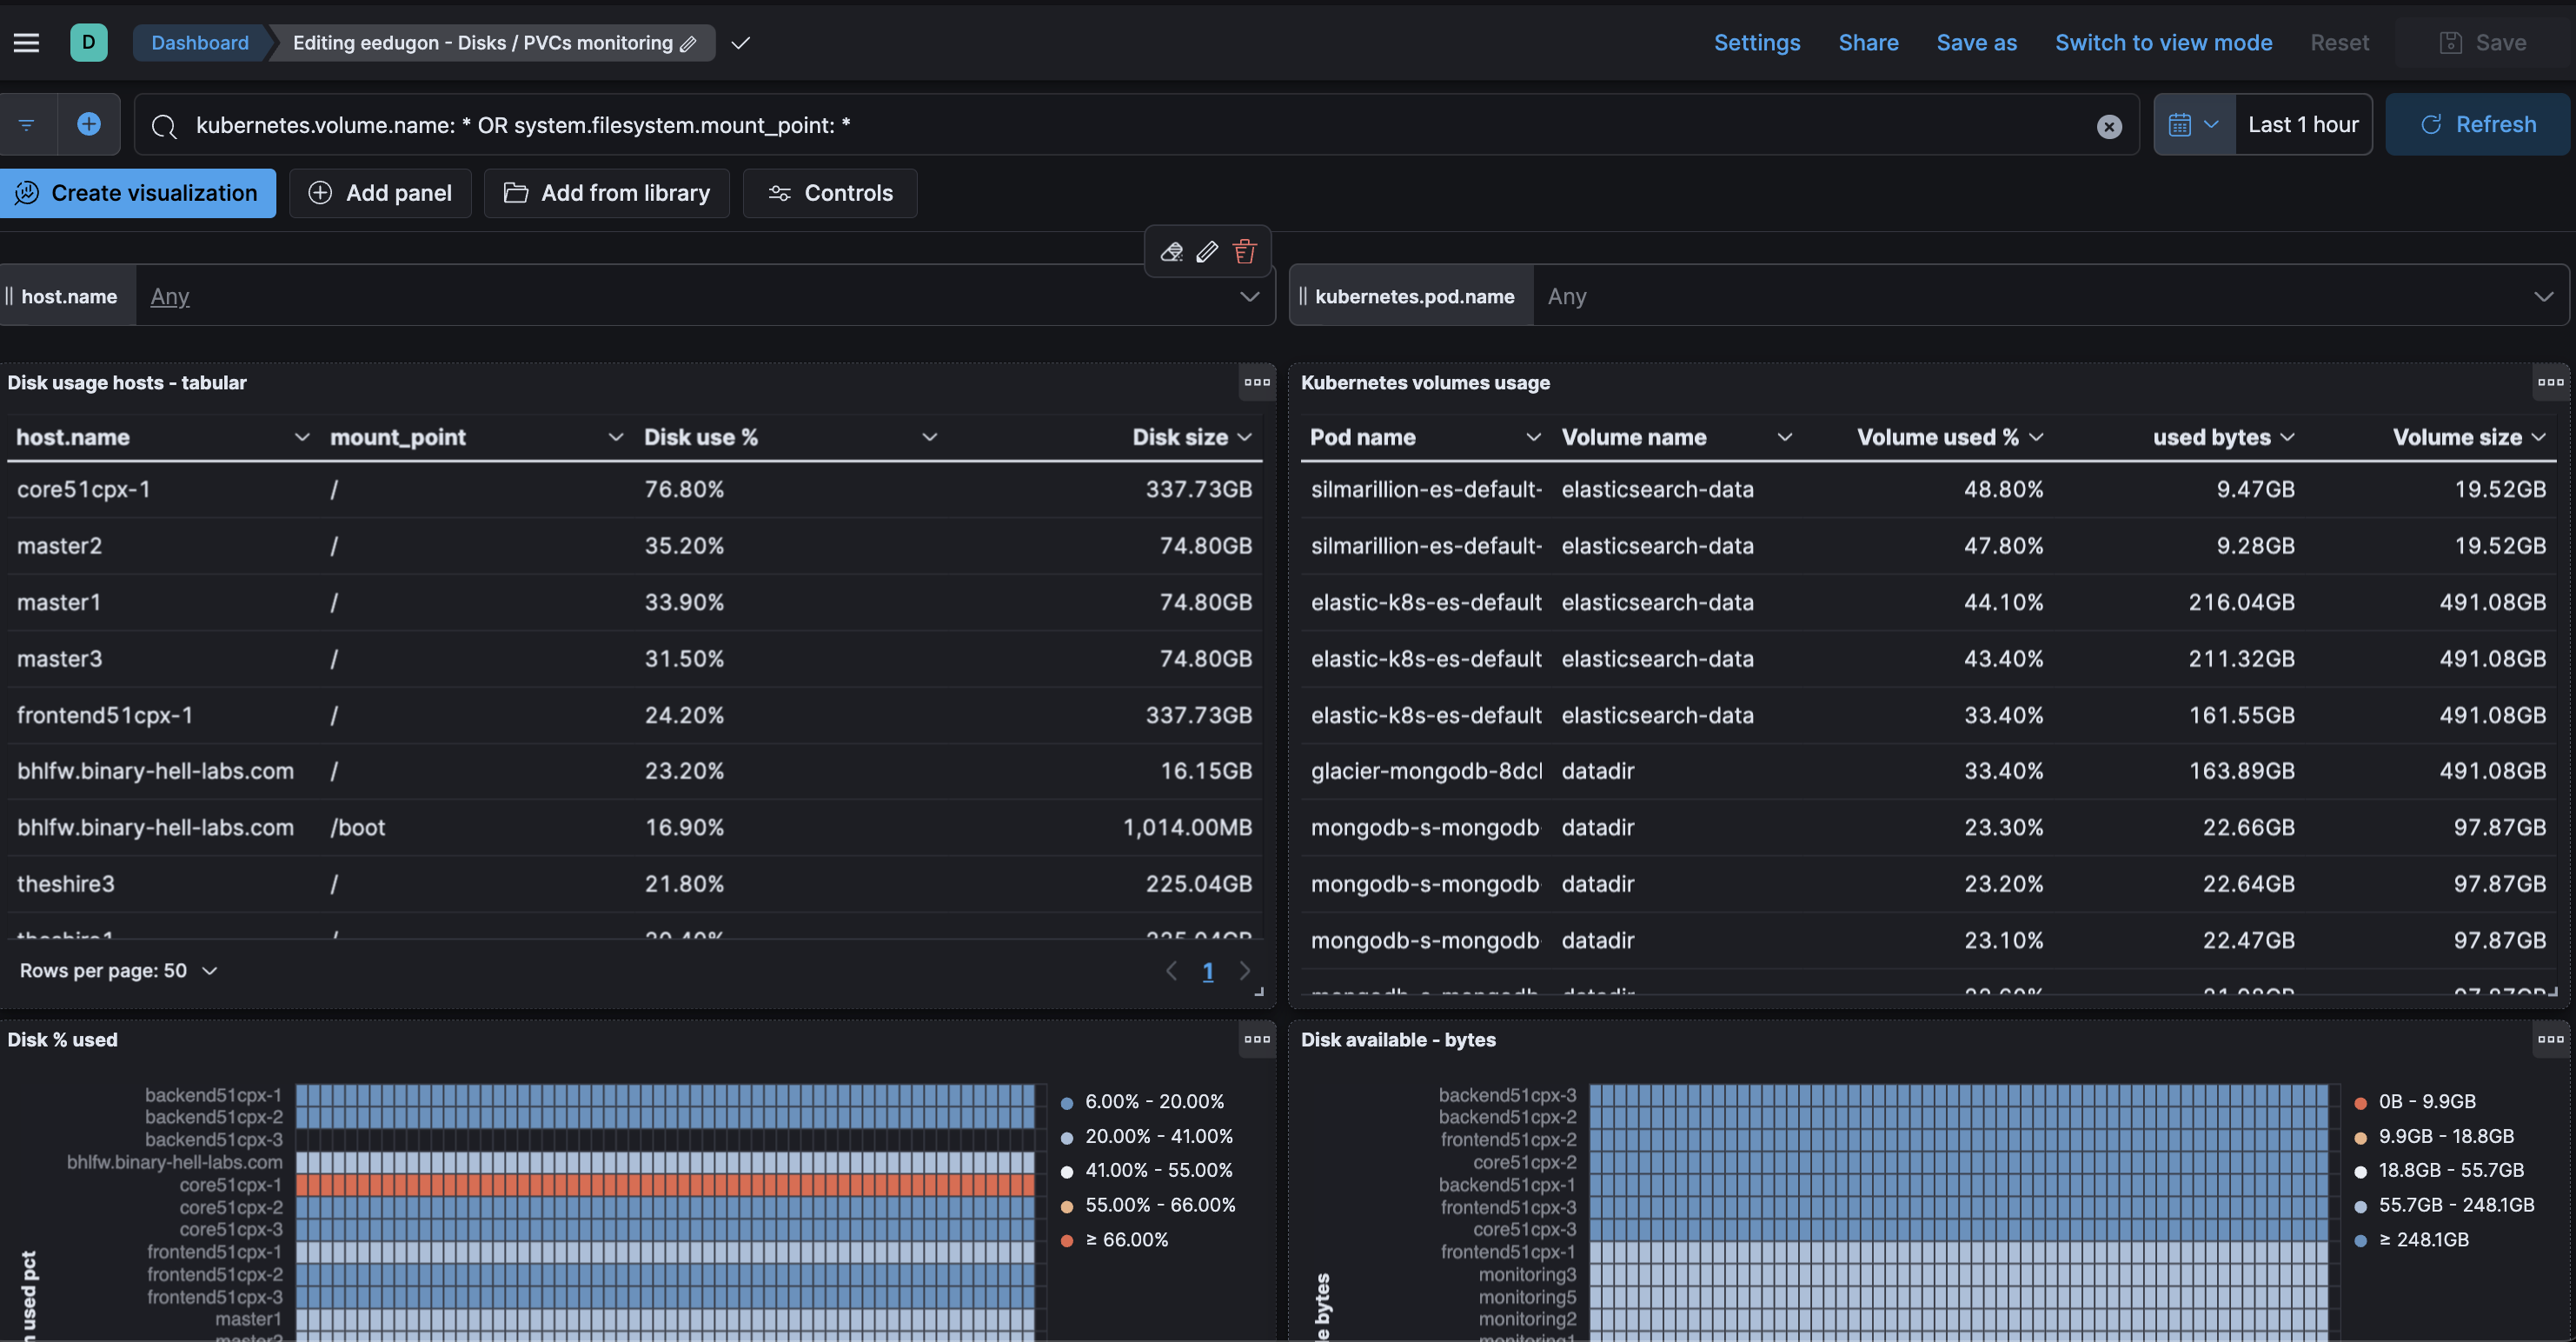 D Dashboard Editing eedugon - Disks / PVCs monitoring Settings Share Save as Switch to view mode Reset Save
kubernetes.volume.name: * OR system.filesystem.mount_point: * Last 1 hour Refresh
Create visualization Add panel Add from library Controls
host.name Any kubernetes.pod.name Any
Disk usage hosts - tabular
host.name mount_point Disk use % Disk size
core51cpx-1 / 76.80% 337.73GB
master2 / 35.20% 74.80GB
master1 / 33.90% 74.80GB
master3 / 31.50% 74.80GB
frontend51cpx-1 / 24.20% 337.73GB
bhlfw.binary-hell-labs.com / 23.20% 16.15GB
bhlfw.binary-hell-labs.com /boot 16.90% 1,014.00MB
theshire3 / 21.80% 225.04GB
theshire1 / 20.40% 225.04GB
Rows per page: 50 1
Kubernetes volumes usage
Pod name Volume name Volume used % used bytes Volume size
silmarillion-es-default- elasticsearch-data 48.80% 9.47GB 19.52GB
silmarillion-es-default- elasticsearch-data 47.80% 9.28GB 19.52GB
elastic-k8s-es-default elasticsearch-data 44.10% 216.04GB 491.08GB
elastic-k8s-es-default elasticsearch-data 43.40% 211.32GB 491.08GB
elastic-k8s-es-default elasticsearch-data 33.40% 161.55GB 491.08GB
glacier-mongodb-8dcl datadir 33.40% 163.89GB 491.08GB
mongodb-s-mongodb- datadir 23.30% 22.66GB 97.87GB
mongodb-s-mongodb- datadir 23.20% 22.64GB 97.87GB
mongodb-s-mongodb- datadir 23.10% 22.47GB 97.87GB
mongodb-s-mongodb- datadir 97.87GB
Disk % used
backend51cpx-1
backend51cpx-2
backend51cpx-3
bhlfw.binary-hell-labs.com
core51cpx-1
core51cpx-2
core51cpx-3
frontend51cpx-1
frontend51cpx-2
frontend51cpx-3
master1
master2
used pct
6.00% - 20.00%
20.00% - 41.00%
41.00% - 55.00%
55.00% - 66.00%
≥ 66.00%
Disk available - bytes
backend51cpx-3
backend51cpx-2
frontend51cpx-2
core51cpx-2
backend51cpx-1
frontend51cpx-3
core51cpx-3
frontend51cpx-1
monitoring3
monitoring5
monitoring2
monitoring1
bytes
0B - 9.9GB
9.9GB - 18.8GB
18.8GB - 55.7GB
55.7GB - 248.1GB
≥ 248.1GB